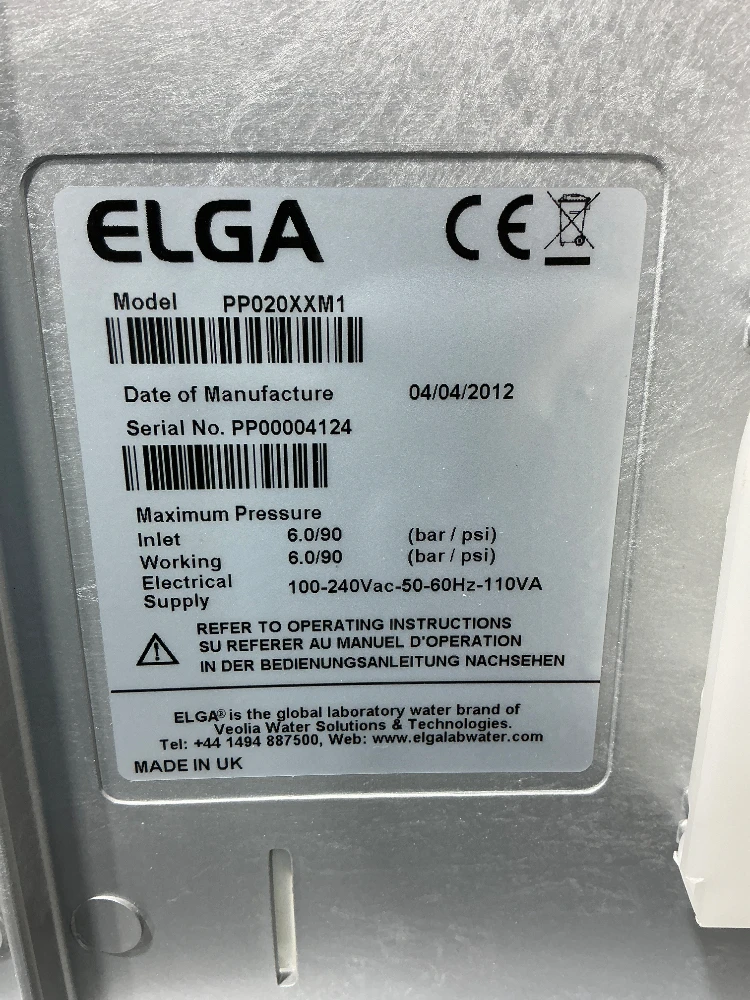 ELGA
CE
Model PP020XXM1
Date of Manufacture 04/04/2012
Serial No. PP00004124
Maximum Pressure
Inlet 6.0/90 (bar / psi)
Working 6.0/90 (bar / psi)
Electrical
Supply 100-240Vac-50-60Hz-110VA
REFER TO OPERATING INSTRUCTIONS
SU REFERER AU MANUEL D'OPERATION
IN DER BEDIENUNGSANLEITUNG NACHSEHEN
ELGA® is the global laboratory water brand of
Veolia Water Solutions & Technologies.
Tel: +44 1494 887500, Web: www.elgalabwater.com
MADE IN UK